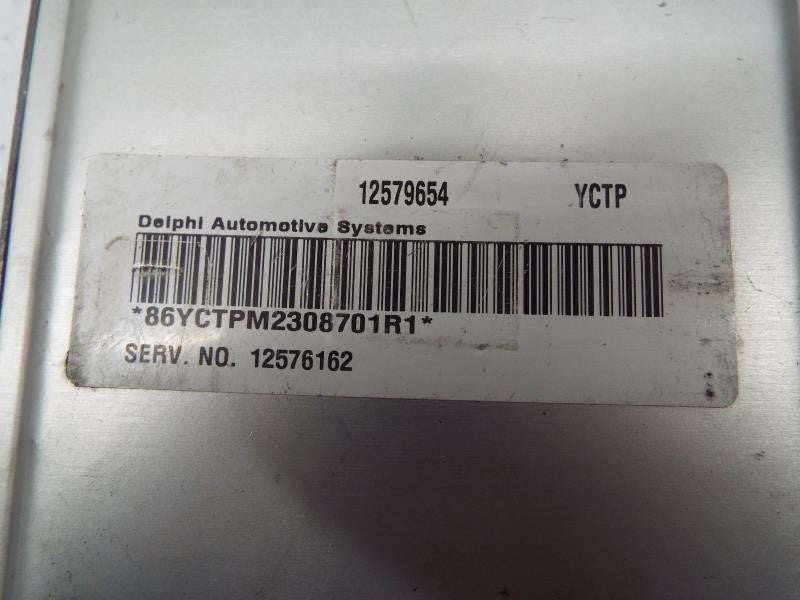 12579654 YCTP
Delphi Automotive Systems
*86YCTPM2308701R1*
SERV. NO. 12576162